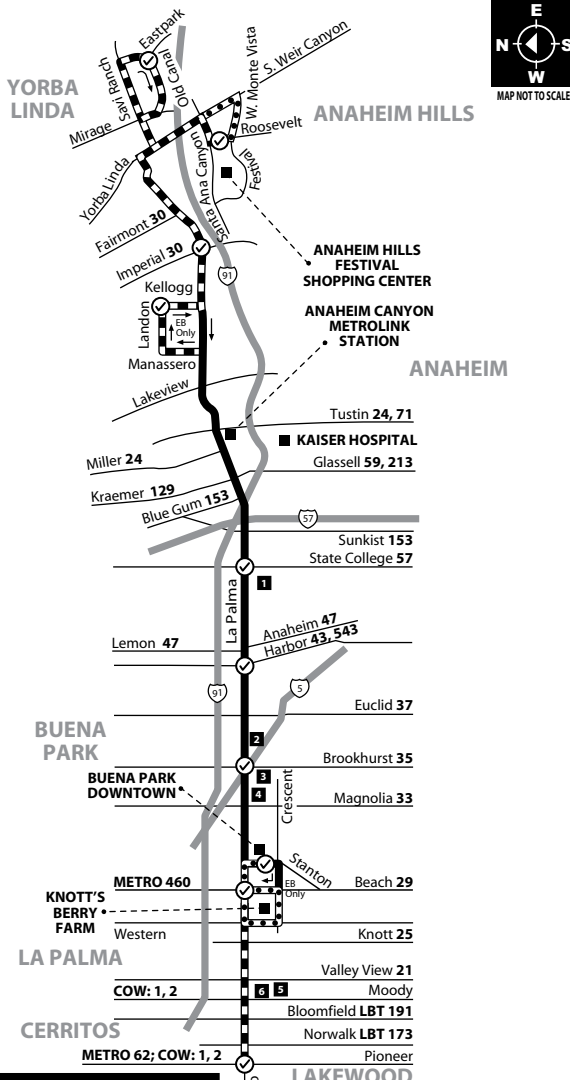 E
N
S
W
MAP NOT TO SCALE
Eastpark
Savi Ranch
Old Canal
W. Monte Vista
S. Weir Canyon
YORBA
LINDA
ANAHEIM HILLS
Mirage
Roosevelt
Yorba Linda
Santa Ana Canyon
Festival
Fairmont 30
Imperial 30
91
ANAHEIM HILLS
FESTIVAL
SHOPPING CENTER
Kellogg
Landon
EB
Only
Manassero
ANAHEIM CANYON
METROLINK
STATION
ANAHEIM
Lakeview
Tustin 24, 71
KAISER HOSPITAL
Miller 24
Glassell 59, 213
Kraemer 129
Blue Gum 153
57
Sunkist 153
State College 57
1
La Palma
Anaheim 47
Lemon 47
Harbor 43, 543
91
5
Euclid 37
BUENA
PARK
2
Brookhurst 35
BUENA PARK
DOWNTOWN
3
4
Crescent
Magnolia 33
Stanton
METRO 460
EB
Only
Beach 29
KNOTT'S
BERRY
FARM
Western
Knott 25
LA PALMA
Valley View 21
COW: 1, 2
6
5
Moody
Bloomfield LBT 191
CERRITOS
Norwalk LBT 173
METRO 62; COW: 1, 2
Pioneer
LAKEWOOD